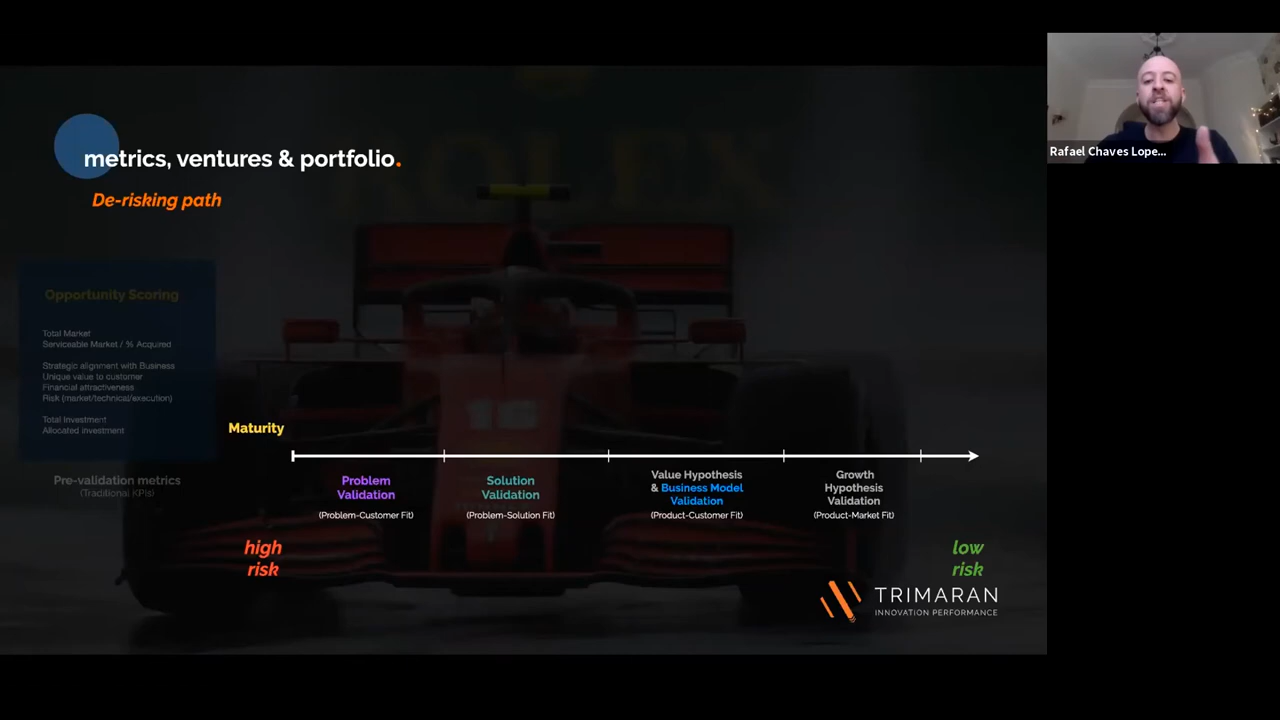 metrics, ventures & portfolio.
De-risking path
Opportunity Scoring
Total Market
Serviceable Market / % Acquired
Strategic alignment with Business
Unique value to customer
Financial attractiveness
Risk (market/technical/execution)
Total Investment
Allocated investment
Pre-validation metrics
(Traditional KPIs)
Maturity
Problem
Validation
(Problem-Customer Fit)
Solution
Validation
(Problem-Solution Fit)
Value Hypothesis
& Business Model
Validation
(Product-Customer Fit)
Growth
Hypothesis
Validation
(Product-Market Fit)
high
risk
low
risk
TRIMARAN
INNOVATION PERFORMANCE
Rafael Chaves Lope...
ROLEX
16